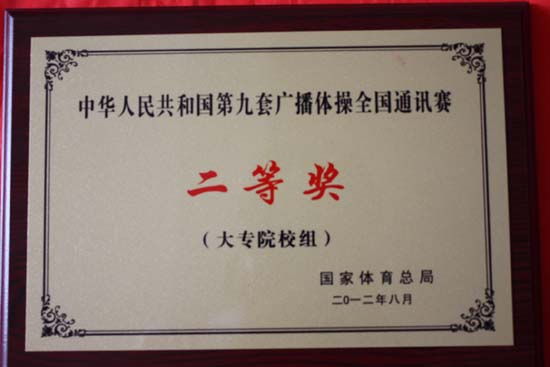 中华人民共和国第九套广播体操全国通讯赛
二等奖
（大专院校组）
国家体育总局
二〇一二年八月